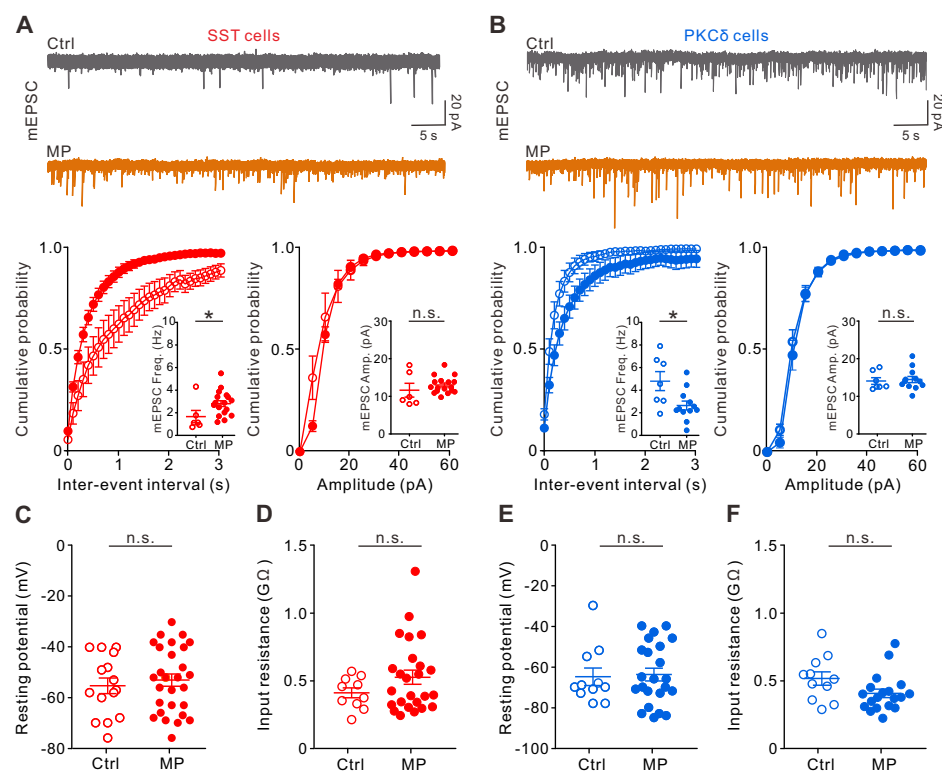 A
SST cells
Ctrl
mEPSC
20 pA
5 s
MP
B
PKCδ cells
Ctrl
mEPSC
20 pA
5 s
MP
Cumulative probability
1.0
0.5
0
0 1 2 3
Inter-event interval (s)
mEPSC Freq. (Hz)
10
8
6
4
2
0
*
Ctrl MP
Cumulative probability
1.0
0.5
0
0 20 40 60
Amplitude (pA)
mEPSC Amp. (pA)
30
20
10
0
n.s.
Ctrl MP
Cumulative probability
1.0
0.5
0
0 1 2 3
Inter-event interval (s)
mEPSC Freq. (Hz)
10
8
6
4
2
0
*
Ctrl MP
Cumulative probability
1.0
0.5
0
0 20 40 60
Amplitude (pA)
mEPSC Amp. (pA)
30
20
10
0
n.s.
Ctrl MP
C
Resting potential (mV)
0
-20
-40
-60
-80
n.s.
Ctrl MP
D
Input resistance (GΩ)
1.5
1.0
0.5
0
n.s.
Ctrl MP
E
Resting potential (mV)
0
-20
-40
-60
-80
-100
n.s.
Ctrl MP
F
Input resistance (GΩ)
1.5
1.0
0.5
0
n.s.
Ctrl MP